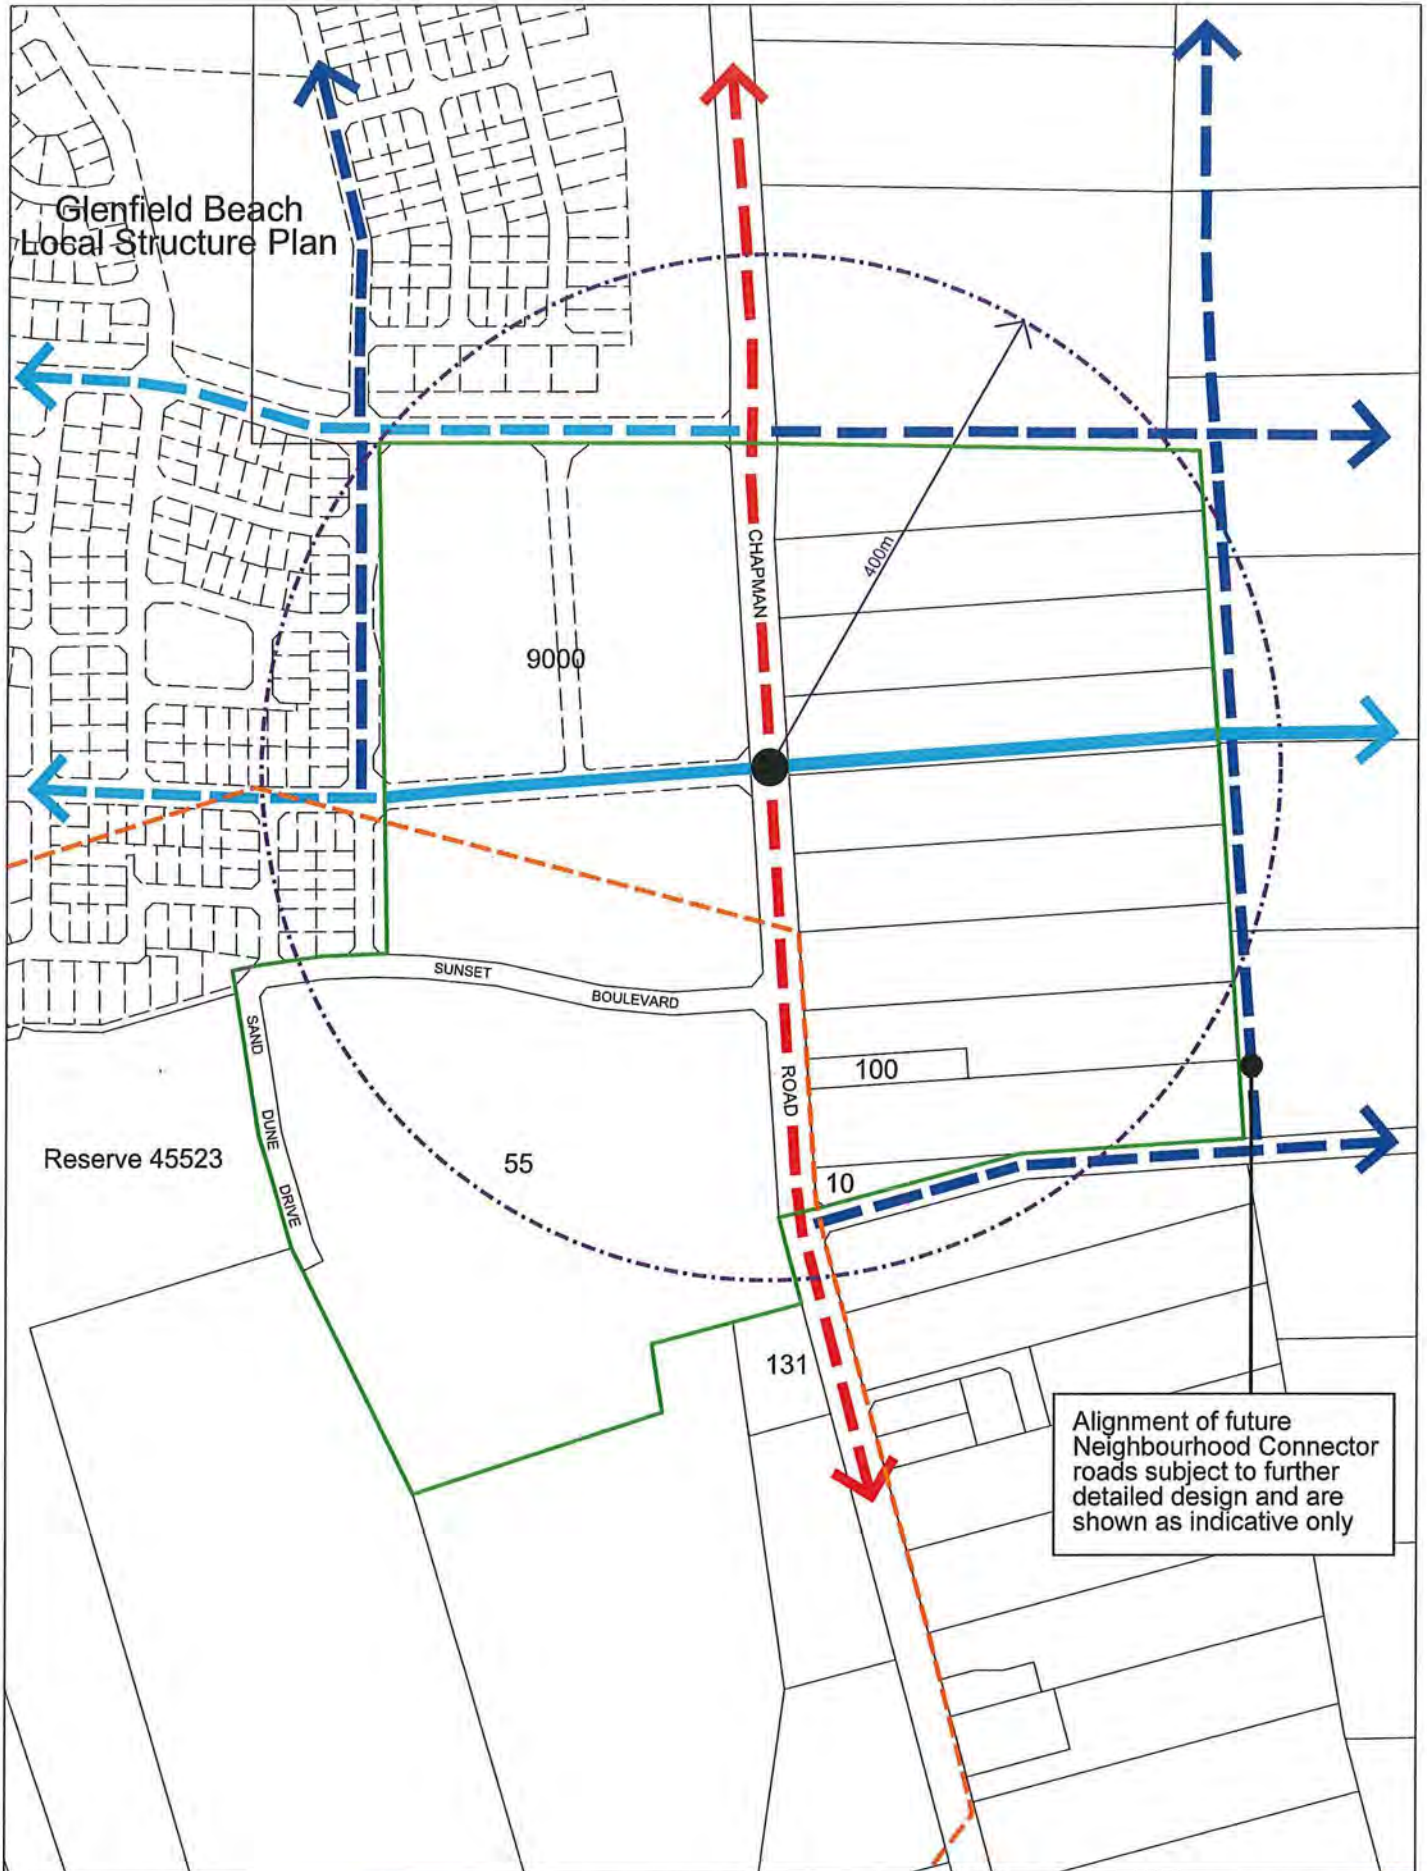 Glenfield Beach
Local Structure Plan
CHAPMAN
400m
9000
SUNSET
BOULEVARD
SAND
DUNE
DRIVE
ROAD
100
Reserve 45523
55
10
131
Alignment of future
Neighbourhood Connector
roads subject to further
detailed design and are
shown as indicative only